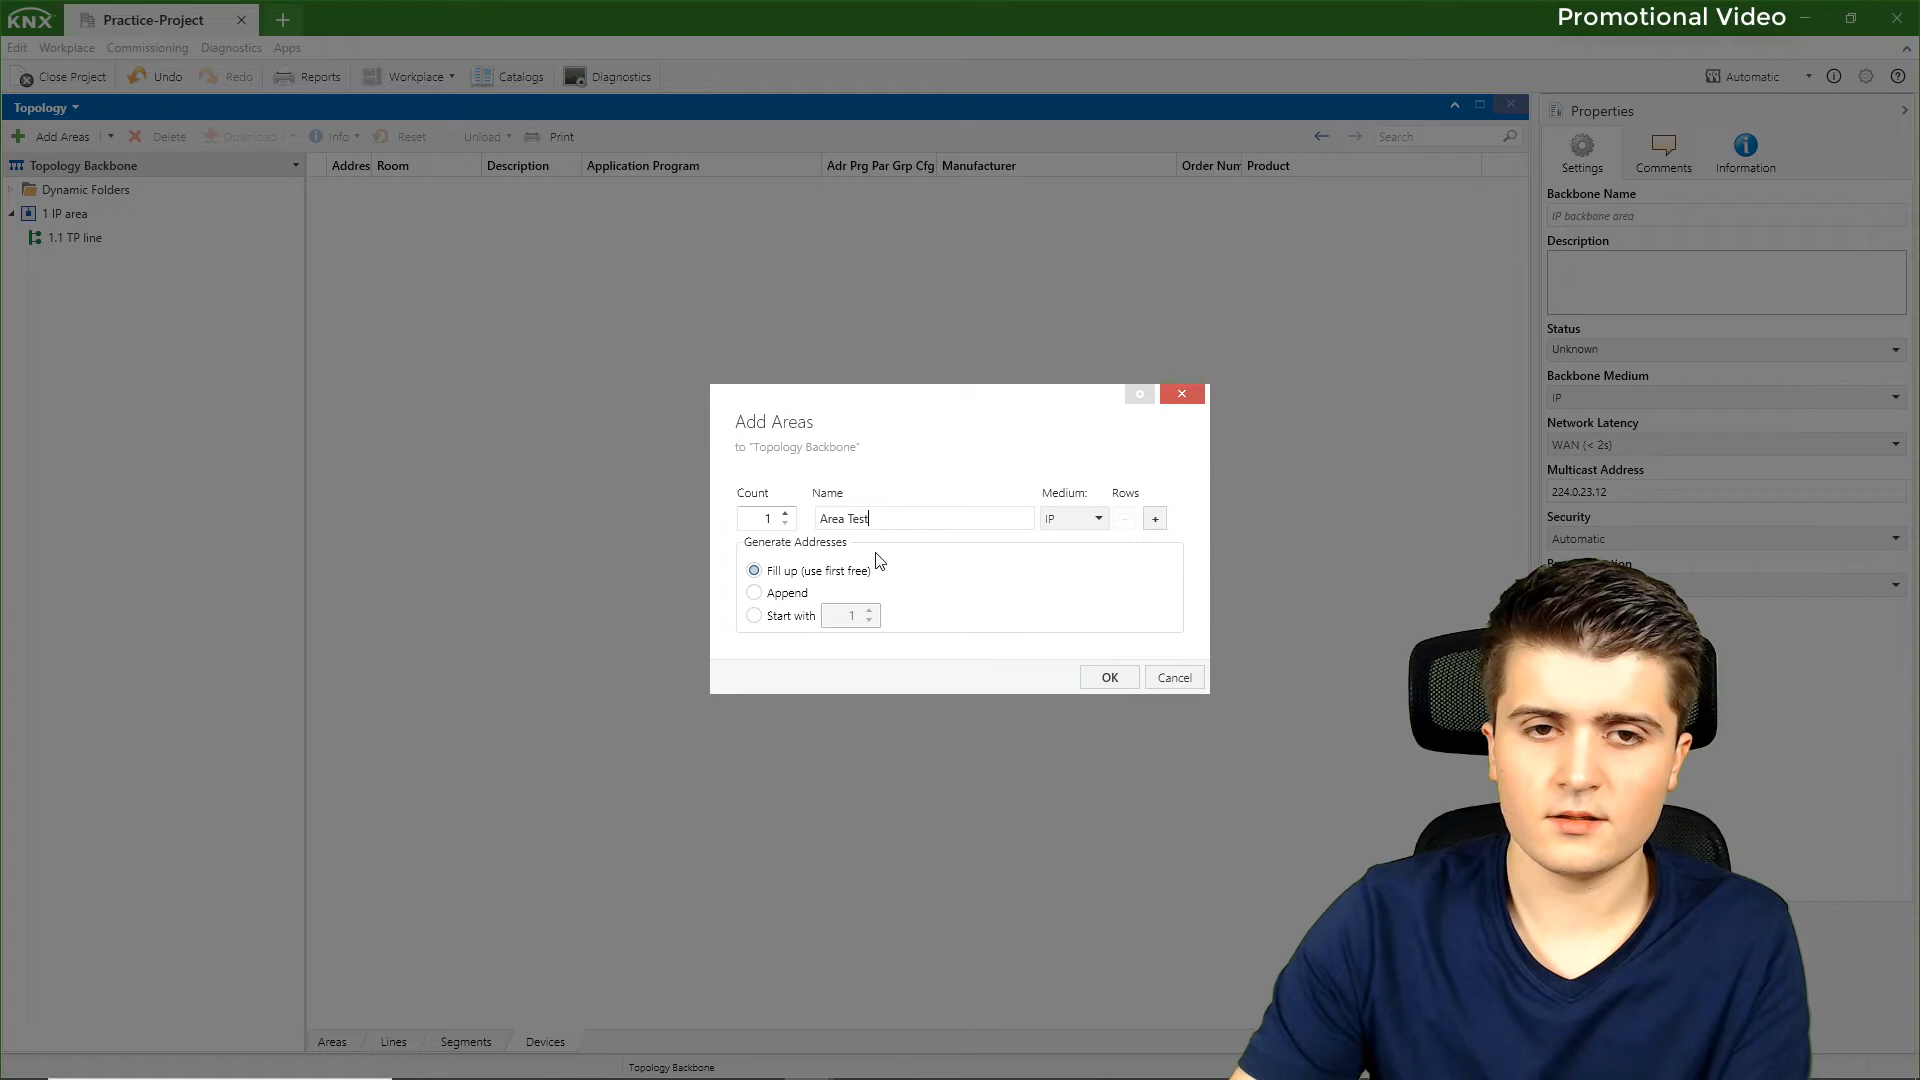 Promotional Video
KNX
Practice-Project
Edit Workplace Commissioning Diagnostics Apps
Close Project Undo Redo Reports Workplace Catalogs Diagnostics Automatic
Topology
Add Areas Delete Download Info Reset Unload Print Search
Topology Backbone
Addres Room Description Application Program Adr Prg Par Grp Cfg Manufacturer Order Num Product
Dynamic Folders
1 IP area
1.1 TP line
Properties
Settings Comments Information
Backbone Name
IP backbone area
Description
Status
Unknown
Backbone Medium
IP
Network Latency
WAN (< 2s)
Multicast Address
224.0.23.12
Security
Automatic
Add Areas
to "Topology Backbone"
Count Name Medium: Rows
1 Area Test IP - +
Generate Addresses
Fill up (use first free)
Append
Start with 1
OK Cancel
Areas Lines Segments Devices
Topology Backbone